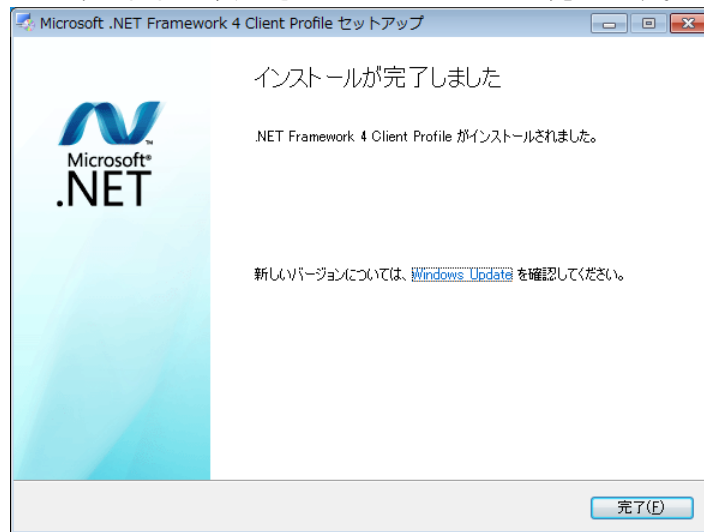 Microsoft .NET Framework 4 Client Profile セットアップ
インストールが完了しました
.NET Framework 4 Client Profile がインストールされました。
Microsoft®
.NET
新しいバージョンについては、Windows Update を確認してください。
完了(F)